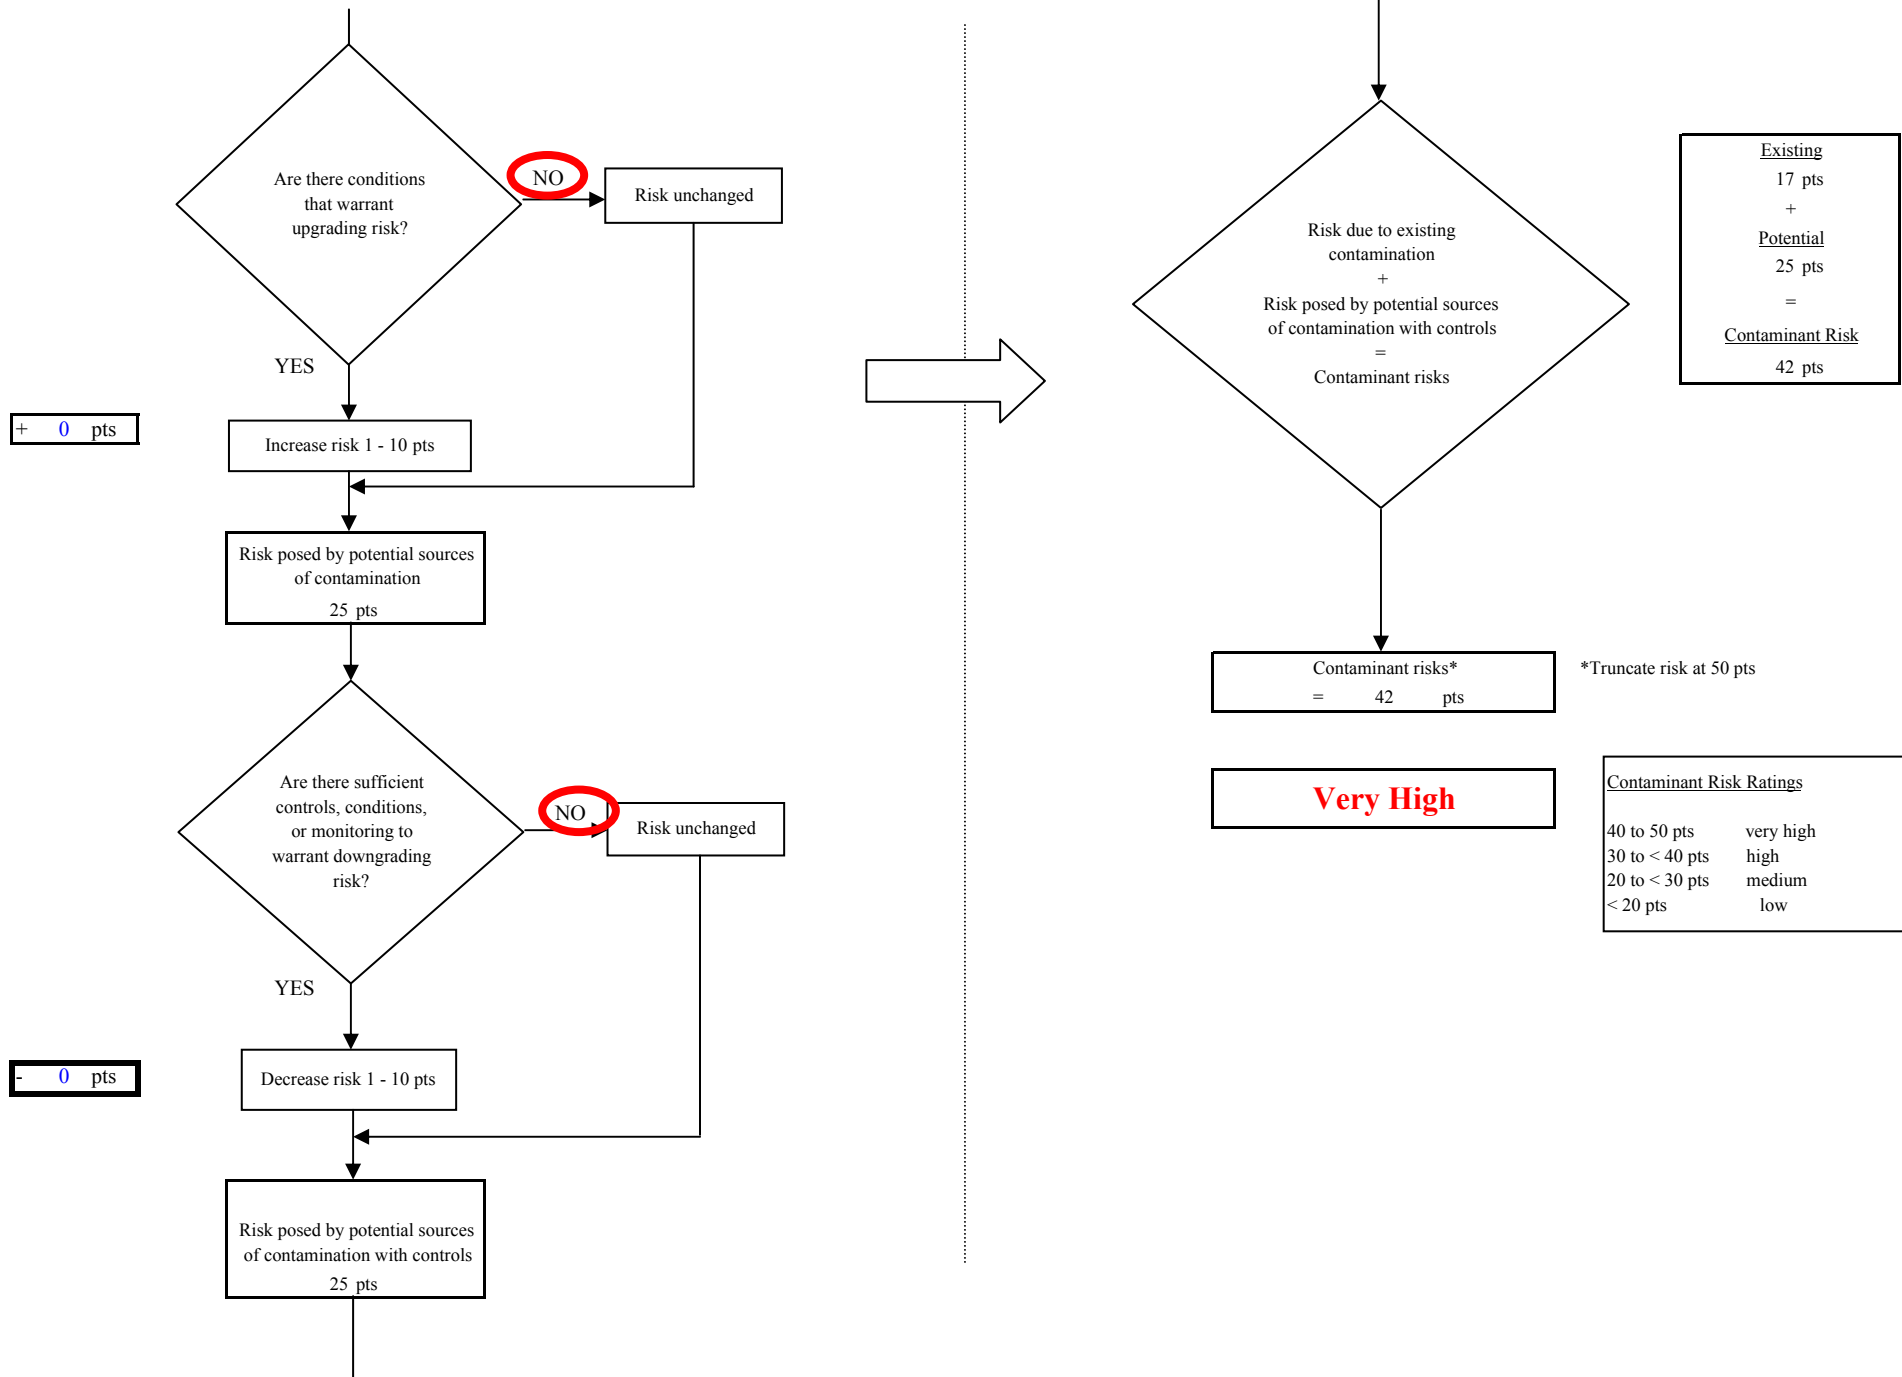 Are there conditions
that warrant
upgrading risk?
NO
Risk unchanged
YES
+ 0 pts
Increase risk 1 - 10 pts
Risk posed by potential sources
of contamination
25 pts
Are there sufficient
controls, conditions,
or monitoring to
warrant downgrading
risk?
NO
Risk unchanged
YES
- 0 pts
Decrease risk 1 - 10 pts
Risk posed by potential sources
of contamination with controls
25 pts
Risk due to existing
contamination
+
Risk posed by potential sources
of contamination with controls
=
Contaminant risks
Existing
17 pts
+
Potential
25 pts
=
Contaminant Risk
42 pts
Contaminant risks*
= 42 pts
*Truncate risk at 50 pts
Very High
Contaminant Risk Ratings
40 to 50 pts very high
30 to < 40 pts high
20 to < 30 pts medium
< 20 pts low